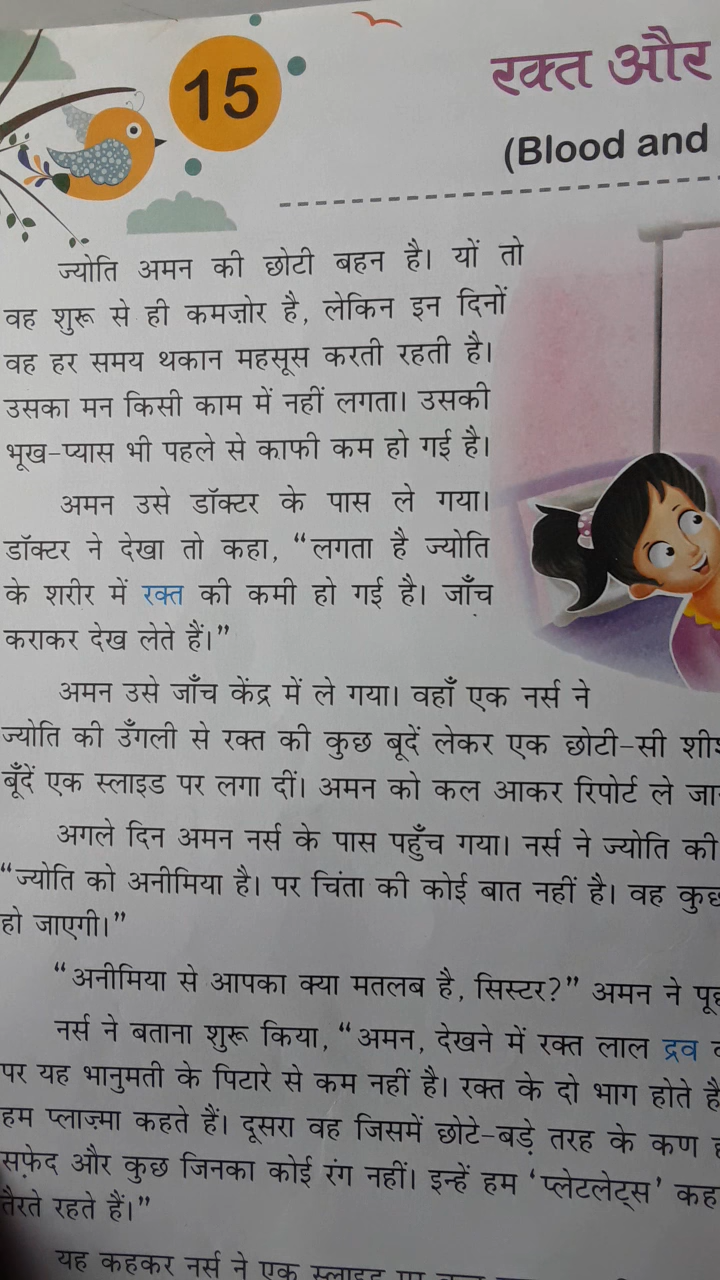 15
रक्त और
(Blood and
ज्योति अमन की छोटी बहन है। यों तो
वह शुरू से ही कमज़ोर है, लेकिन इन दिनों
वह हर समय थकान महसूस करती रहती है।
उसका मन किसी काम में नहीं लगता। उसकी
भूख-प्यास भी पहले से काफी कम हो गई है।
अमन उसे डॉक्टर के पास ले गया।
डॉक्टर ने देखा तो कहा, “लगता है ज्योति
के शरीर में रक्त की कमी हो गई है। जाँच
कराकर देख लेते हैं।”
अमन उसे जाँच केंद्र में ले गया। वहाँ एक नर्स ने
ज्योति की उँगली से रक्त की कुछ बूदें लेकर एक छोटी-सी
बूँदें एक स्लाइड पर लगा दीं। अमन को कल आकर रिपोर्ट ले
अगले दिन अमन नर्स के पास पहुँच गया। नर्स ने ज्योति की
“ज्योति को अनीमिया है। पर चिंता की कोई बात नहीं है। वह कुछ
हो जाएगी।”
“अनीमिया से आपका क्या मतलब है, सिस्टर?” अमन ने
नर्स ने बताना शुरू किया, “अमन, देखने में रक्त लाल द्रव
पर यह भानुमती के पिटारे से कम नहीं है। रक्त के दो भाग होते
हम प्लाज़्मा कहते हैं। दूसरा वह जिसमें छोटे-बड़े तरह के कण
सफ़ेद और कुछ जिनका कोई रंग नहीं। इन्हें हम ‘प्लेटलेट्स’
तैरते रहते हैं।”
यह कहकर नर्स ने एक स्लाइड पर